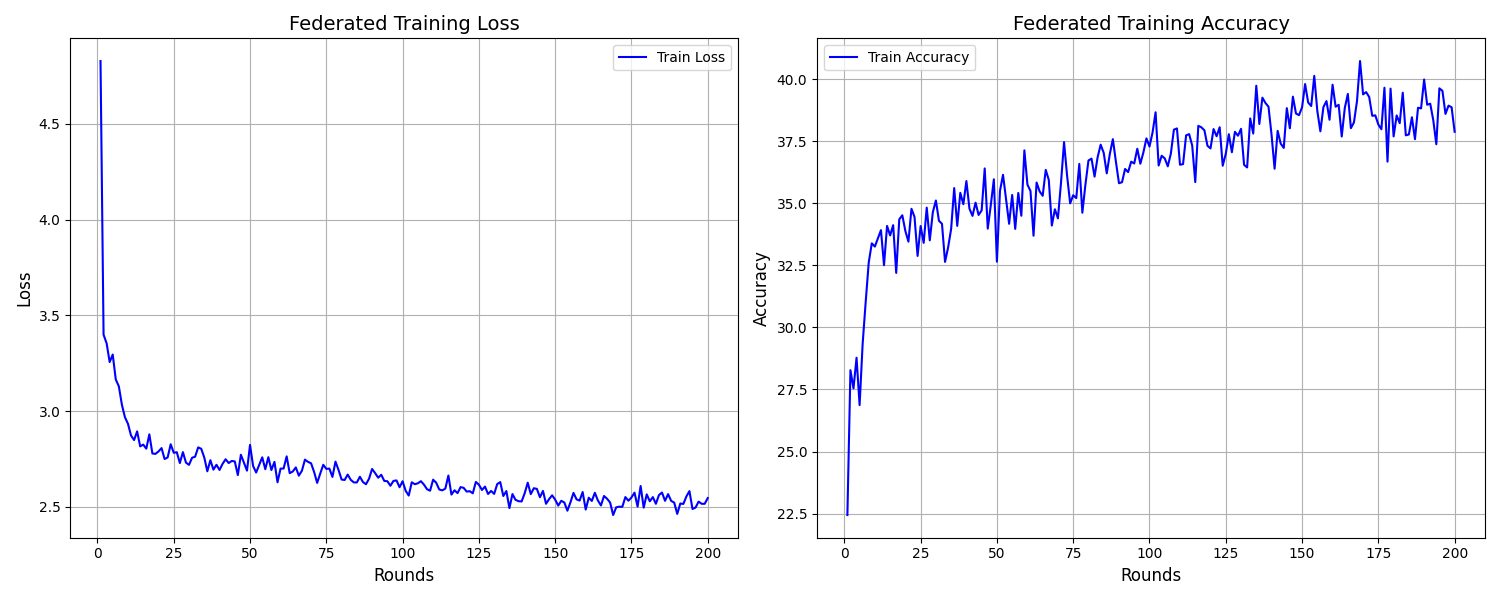 Federated Training Loss
Train Loss
Loss
4.5
4.0
3.5
3.0
2.5
0 25 50 75 100 125 150 175 200
Rounds
Federated Training Accuracy
Train Accuracy
Accuracy
40.0
37.5
35.0
32.5
30.0
27.5
25.0
22.5
0 25 50 75 100 125 150 175 200
Rounds